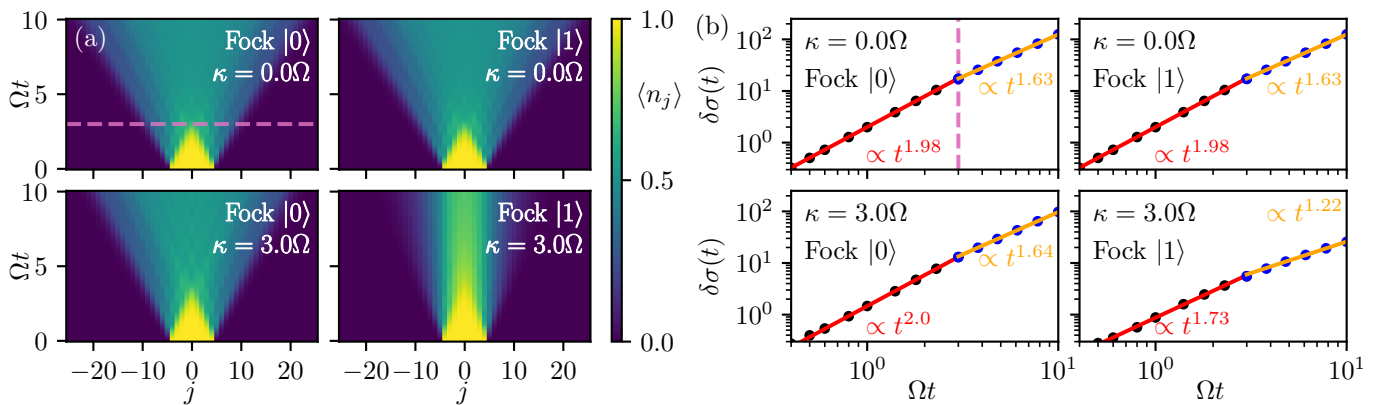 (a)
Fock |0⟩
κ = 0.0Ω
Fock |1⟩
κ = 0.0Ω
Ωt
10
5
0
Fock |0⟩
κ = 3.0Ω
Fock |1⟩
κ = 3.0Ω
Ωt
10
5
0
−20 −10 0 10 20
j
−20 −10 0 10 20
j
⟨n_j⟩
1.0
0.5
0.0
(b)
κ = 0.0Ω
Fock |0⟩
∝ t^1.63
∝ t^1.98
κ = 0.0Ω
Fock |1⟩
∝ t^1.63
∝ t^1.98
δσ(t)
10^2
10^1
10^0
κ = 3.0Ω
Fock |0⟩
∝ t^1.64
∝ t^2.0
κ = 3.0Ω
Fock |1⟩
∝ t^1.22
∝ t^1.73
δσ(t)
10^2
10^1
10^0
10^0 10^1
Ωt
10^0 10^1
Ωt